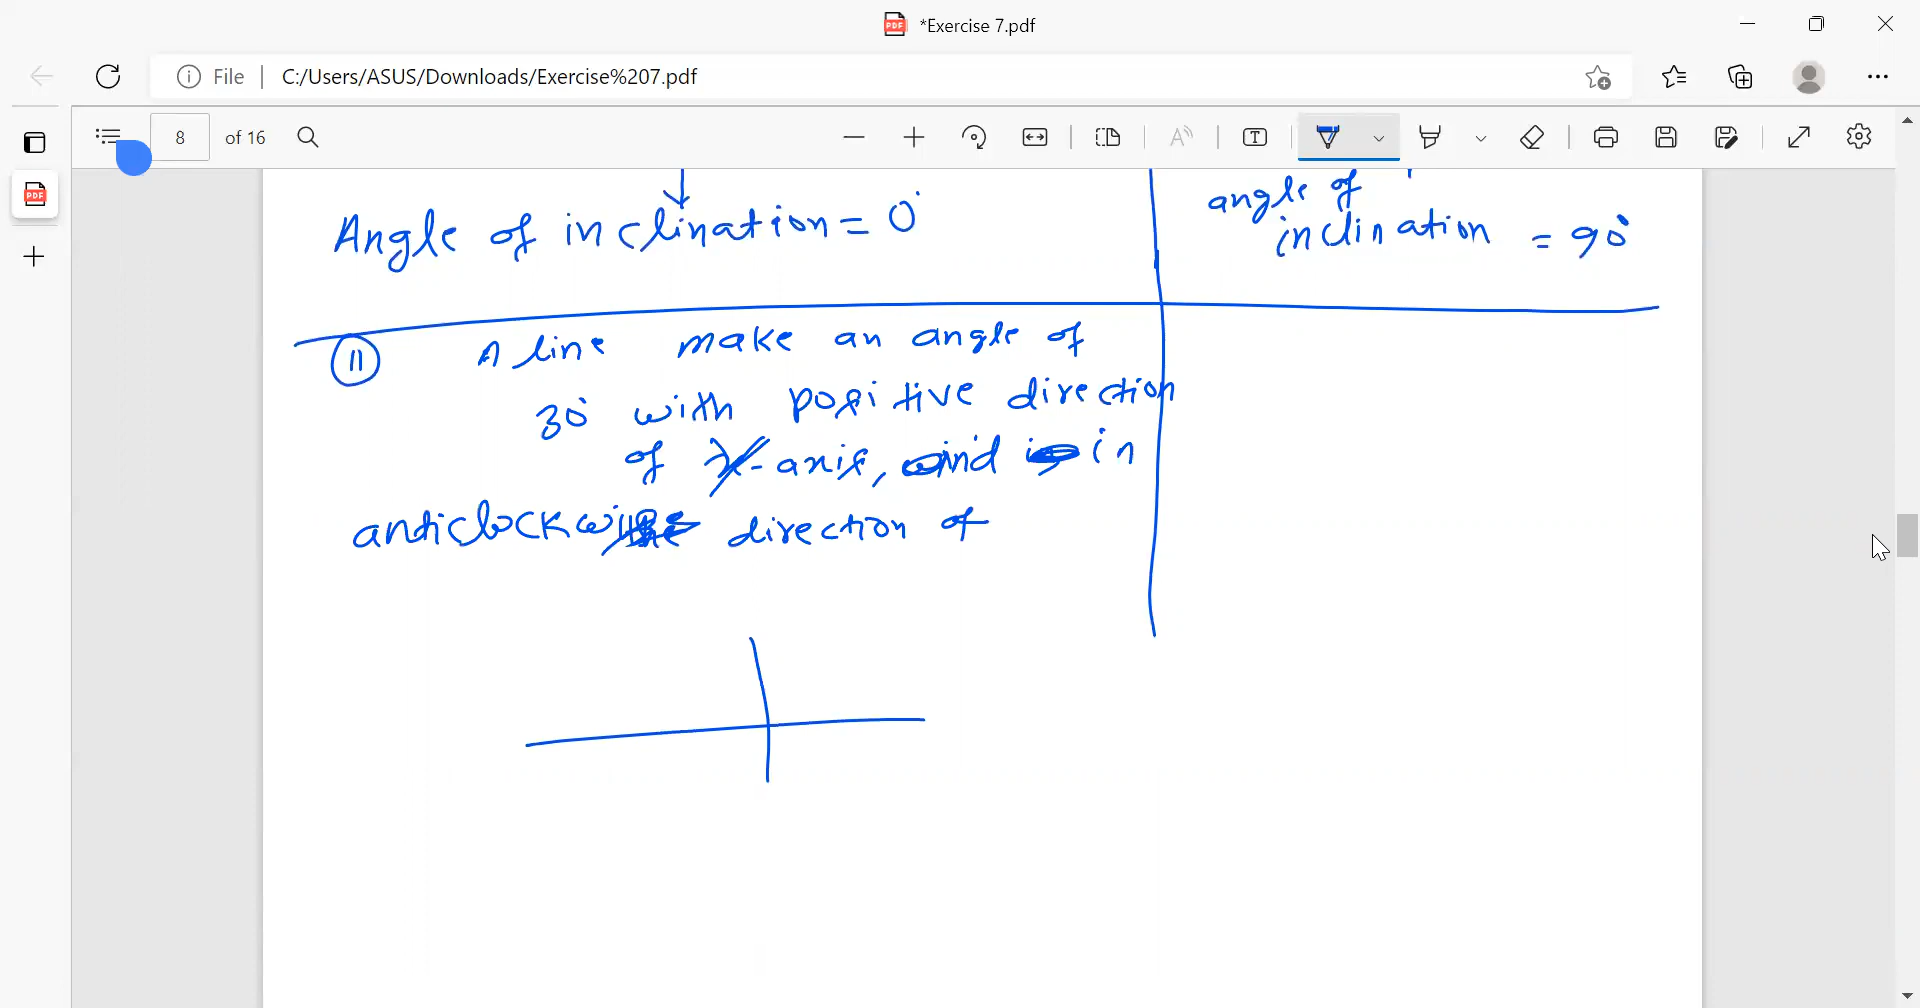 *Exercise 7.pdf
File
C:/Users/ASUS/Downloads/Exercise%207.pdf
8 of 16
Angle of inclination = 0°
angle of
inclination = 90°
11 A line make an angle of
30° with positive direction
of -axis, in
anticlockwise direction of